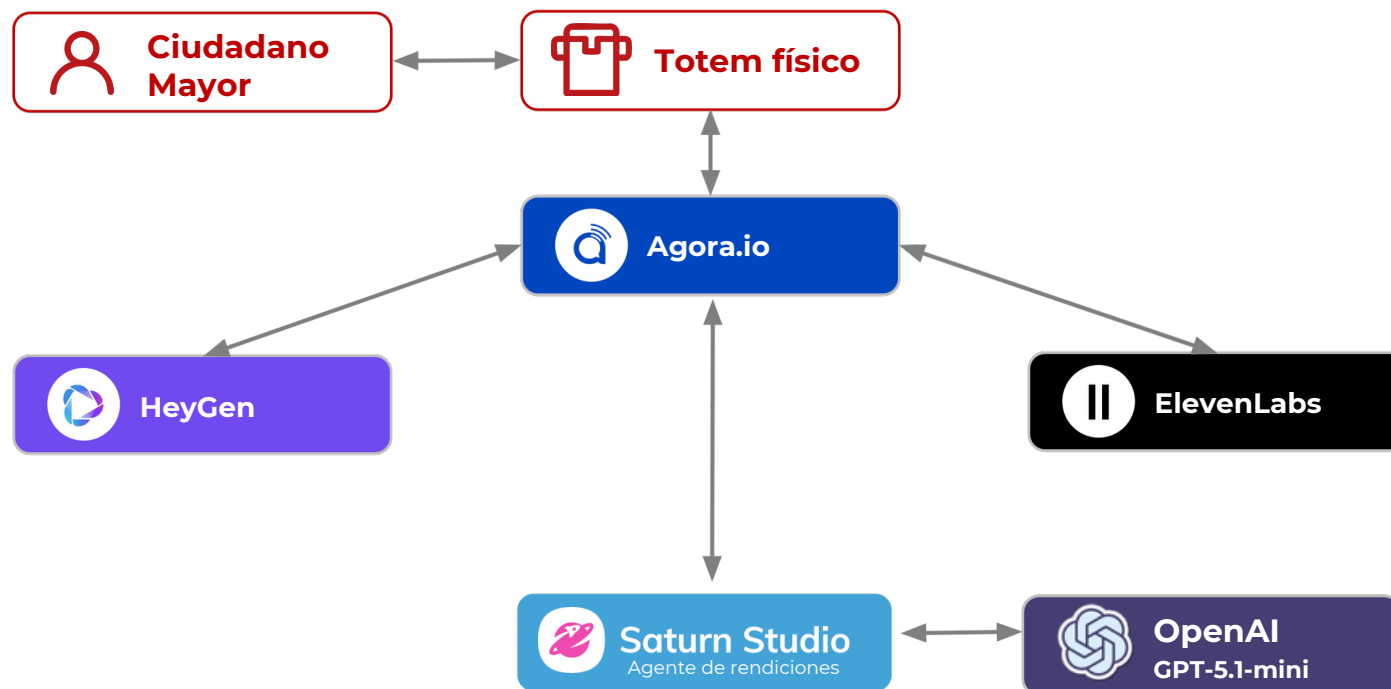 Ciudadano
Mayor
Totem físico
Agora.io
HeyGen
ElevenLabs
Saturn Studio
Agente de rendiciones
OpenAI
GPT-5.1-mini